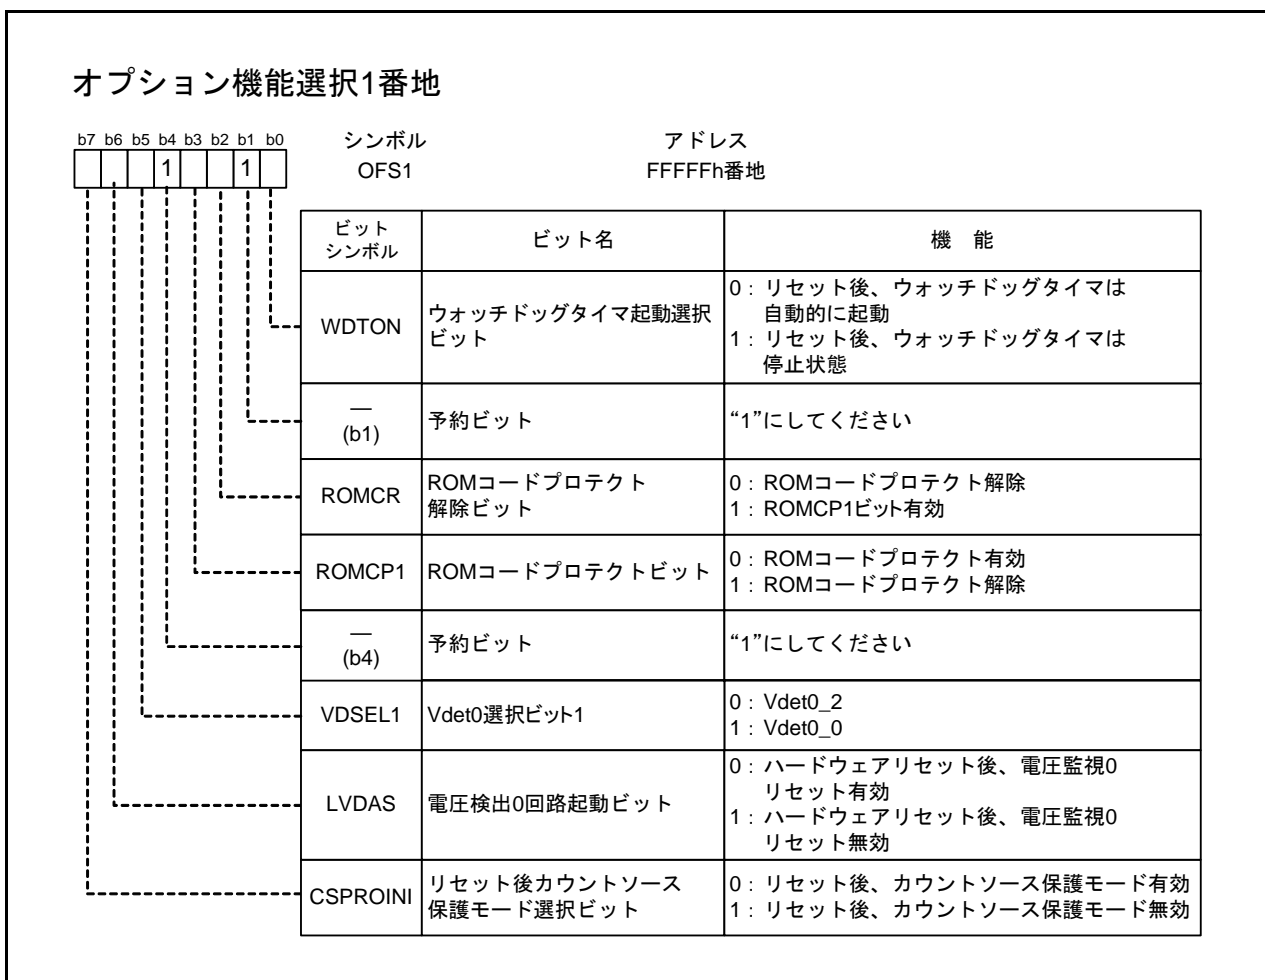 オプション機能選択1番地
b7 b6 b5 b4 b3 b2 b1 b0
1 1
シンボル
OFS1
アドレス
FFFFFh番地
ビット
シンボル
ビット名
機 能
WDTON
ウォッチドッグタイマ起動選択
ビット
0:リセット後、ウォッチドッグタイマは
自動的に起動
1:リセット後、ウォッチドッグタイマは
停止状態
—
(b1)
予約ビット
“1”にしてください
ROMCR
ROMコードプロテクト
解除ビット
0:ROMコードプロテクト解除
1:ROMCP1ビット有効
ROMCP1
ROMコードプロテクトビット
0:ROMコードプロテクト有効
1:ROMコードプロテクト解除
—
(b4)
予約ビット
“1”にしてください
VDSEL1
Vdet0選択ビット1
0:Vdet0_2
1:Vdet0_0
LVDAS
電圧検出0回路起動ビット
0:ハードウェアリセット後、電圧監視0
リセット有効
1:ハードウェアリセット後、電圧監視0
リセット無効
CSPROINI
リセット後カウントソース
保護モード選択ビット
0:リセット後、カウントソース保護モード有効
1:リセット後、カウントソース保護モード無効